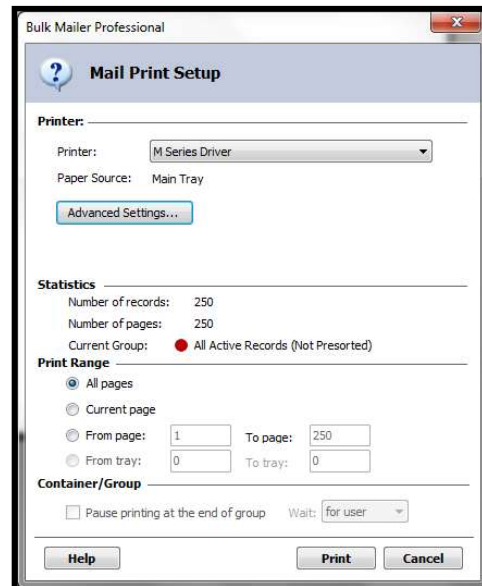 Bulk Mailer Professional
Mail Print Setup
Printer:
Printer: M Series Driver
Paper Source: Main Tray
Advanced Settings...
Statistics
Number of records: 250
Number of pages: 250
Current Group: All Active Records (Not Presorted)
Print Range
All pages
Current page
From page: 1 To page: 250
From tray: 0 To tray: 0
Container/Group
Pause printing at the end of group Wait: for user
Help Print Cancel